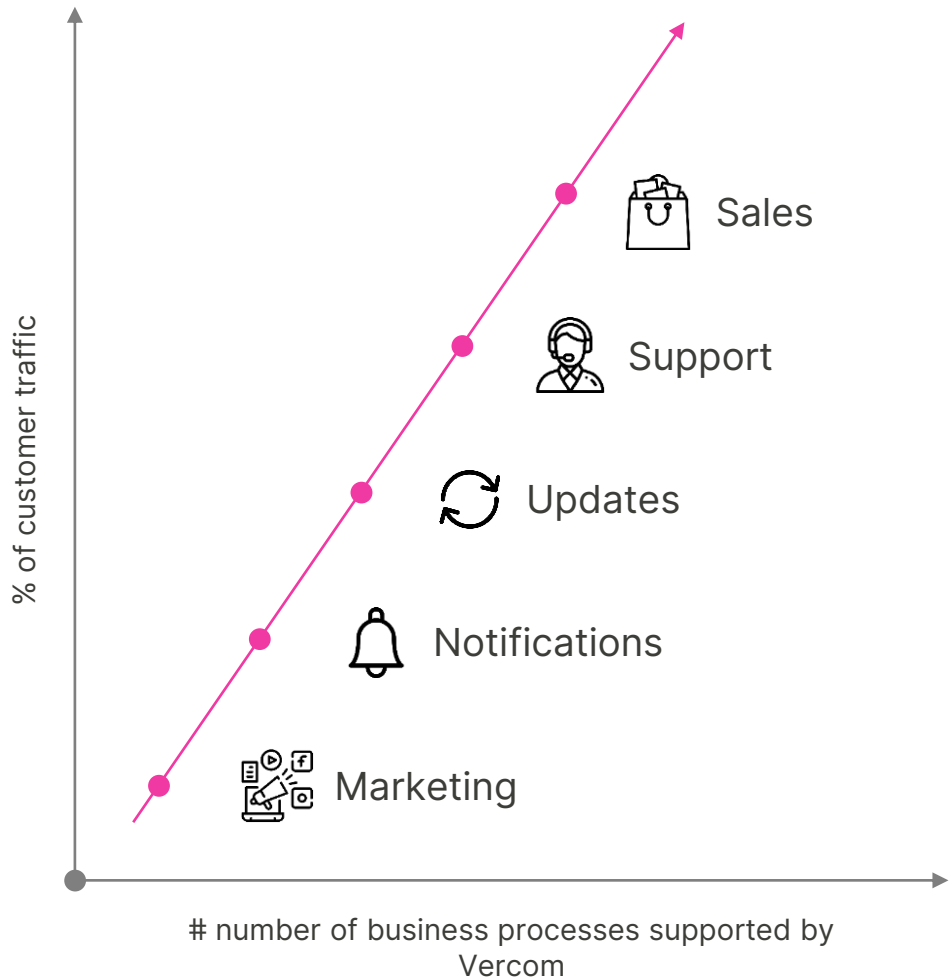 Sales
Support
Updates
Notifications
Marketing
% of customer traffic
# number of business processes supported by
Vercom